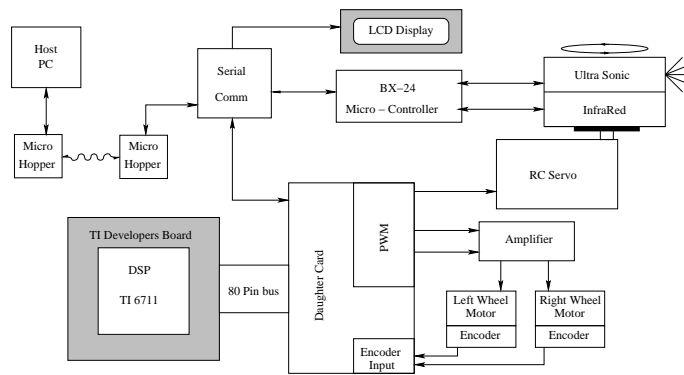 LCD Display
Host
PC
Serial
Comm
BX–24
Micro – Controller
Ultra Sonic
InfraRed
Micro
Hopper
Micro
Hopper
RC Servo
TI Developers Board
DSP
TI 6711
80 Pin bus
Daughter Card
PWM
Amplifier
Left Wheel
Motor
Encoder
Right Wheel
Motor
Encoder
Encoder
Input